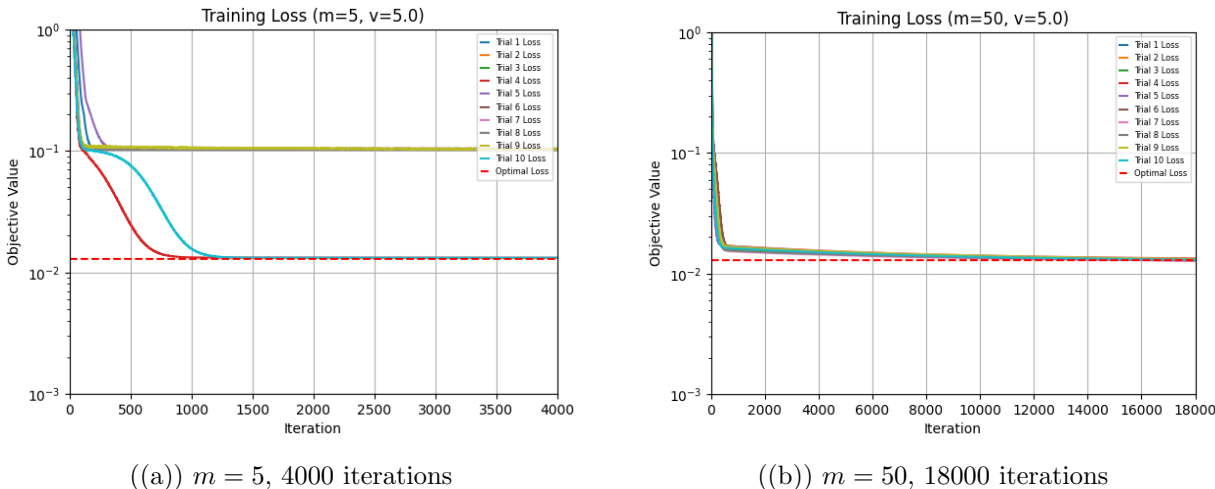 Training Loss (m=5, v=5.0)
10^0
10^-1
10^-2
10^-3
Objective Value
0
500
1000
1500
2000
2500
3000
3500
4000
Iteration
Trial 1 Loss
Trial 2 Loss
Trial 3 Loss
Trial 4 Loss
Trial 5 Loss
Trial 6 Loss
Trial 7 Loss
Trial 8 Loss
Trial 9 Loss
Trial 10 Loss
Optimal Loss
((a)) m = 5, 4000 iterations
Training Loss (m=50, v=5.0)
10^0
10^-1
10^-2
10^-3
Objective Value
0
2000
4000
6000
8000
10000
12000
14000
16000
18000
Iteration
Trial 1 Loss
Trial 2 Loss
Trial 3 Loss
Trial 4 Loss
Trial 5 Loss
Trial 6 Loss
Trial 7 Loss
Trial 8 Loss
Trial 9 Loss
Trial 10 Loss
Optimal Loss
((b)) m = 50, 18000 iterations